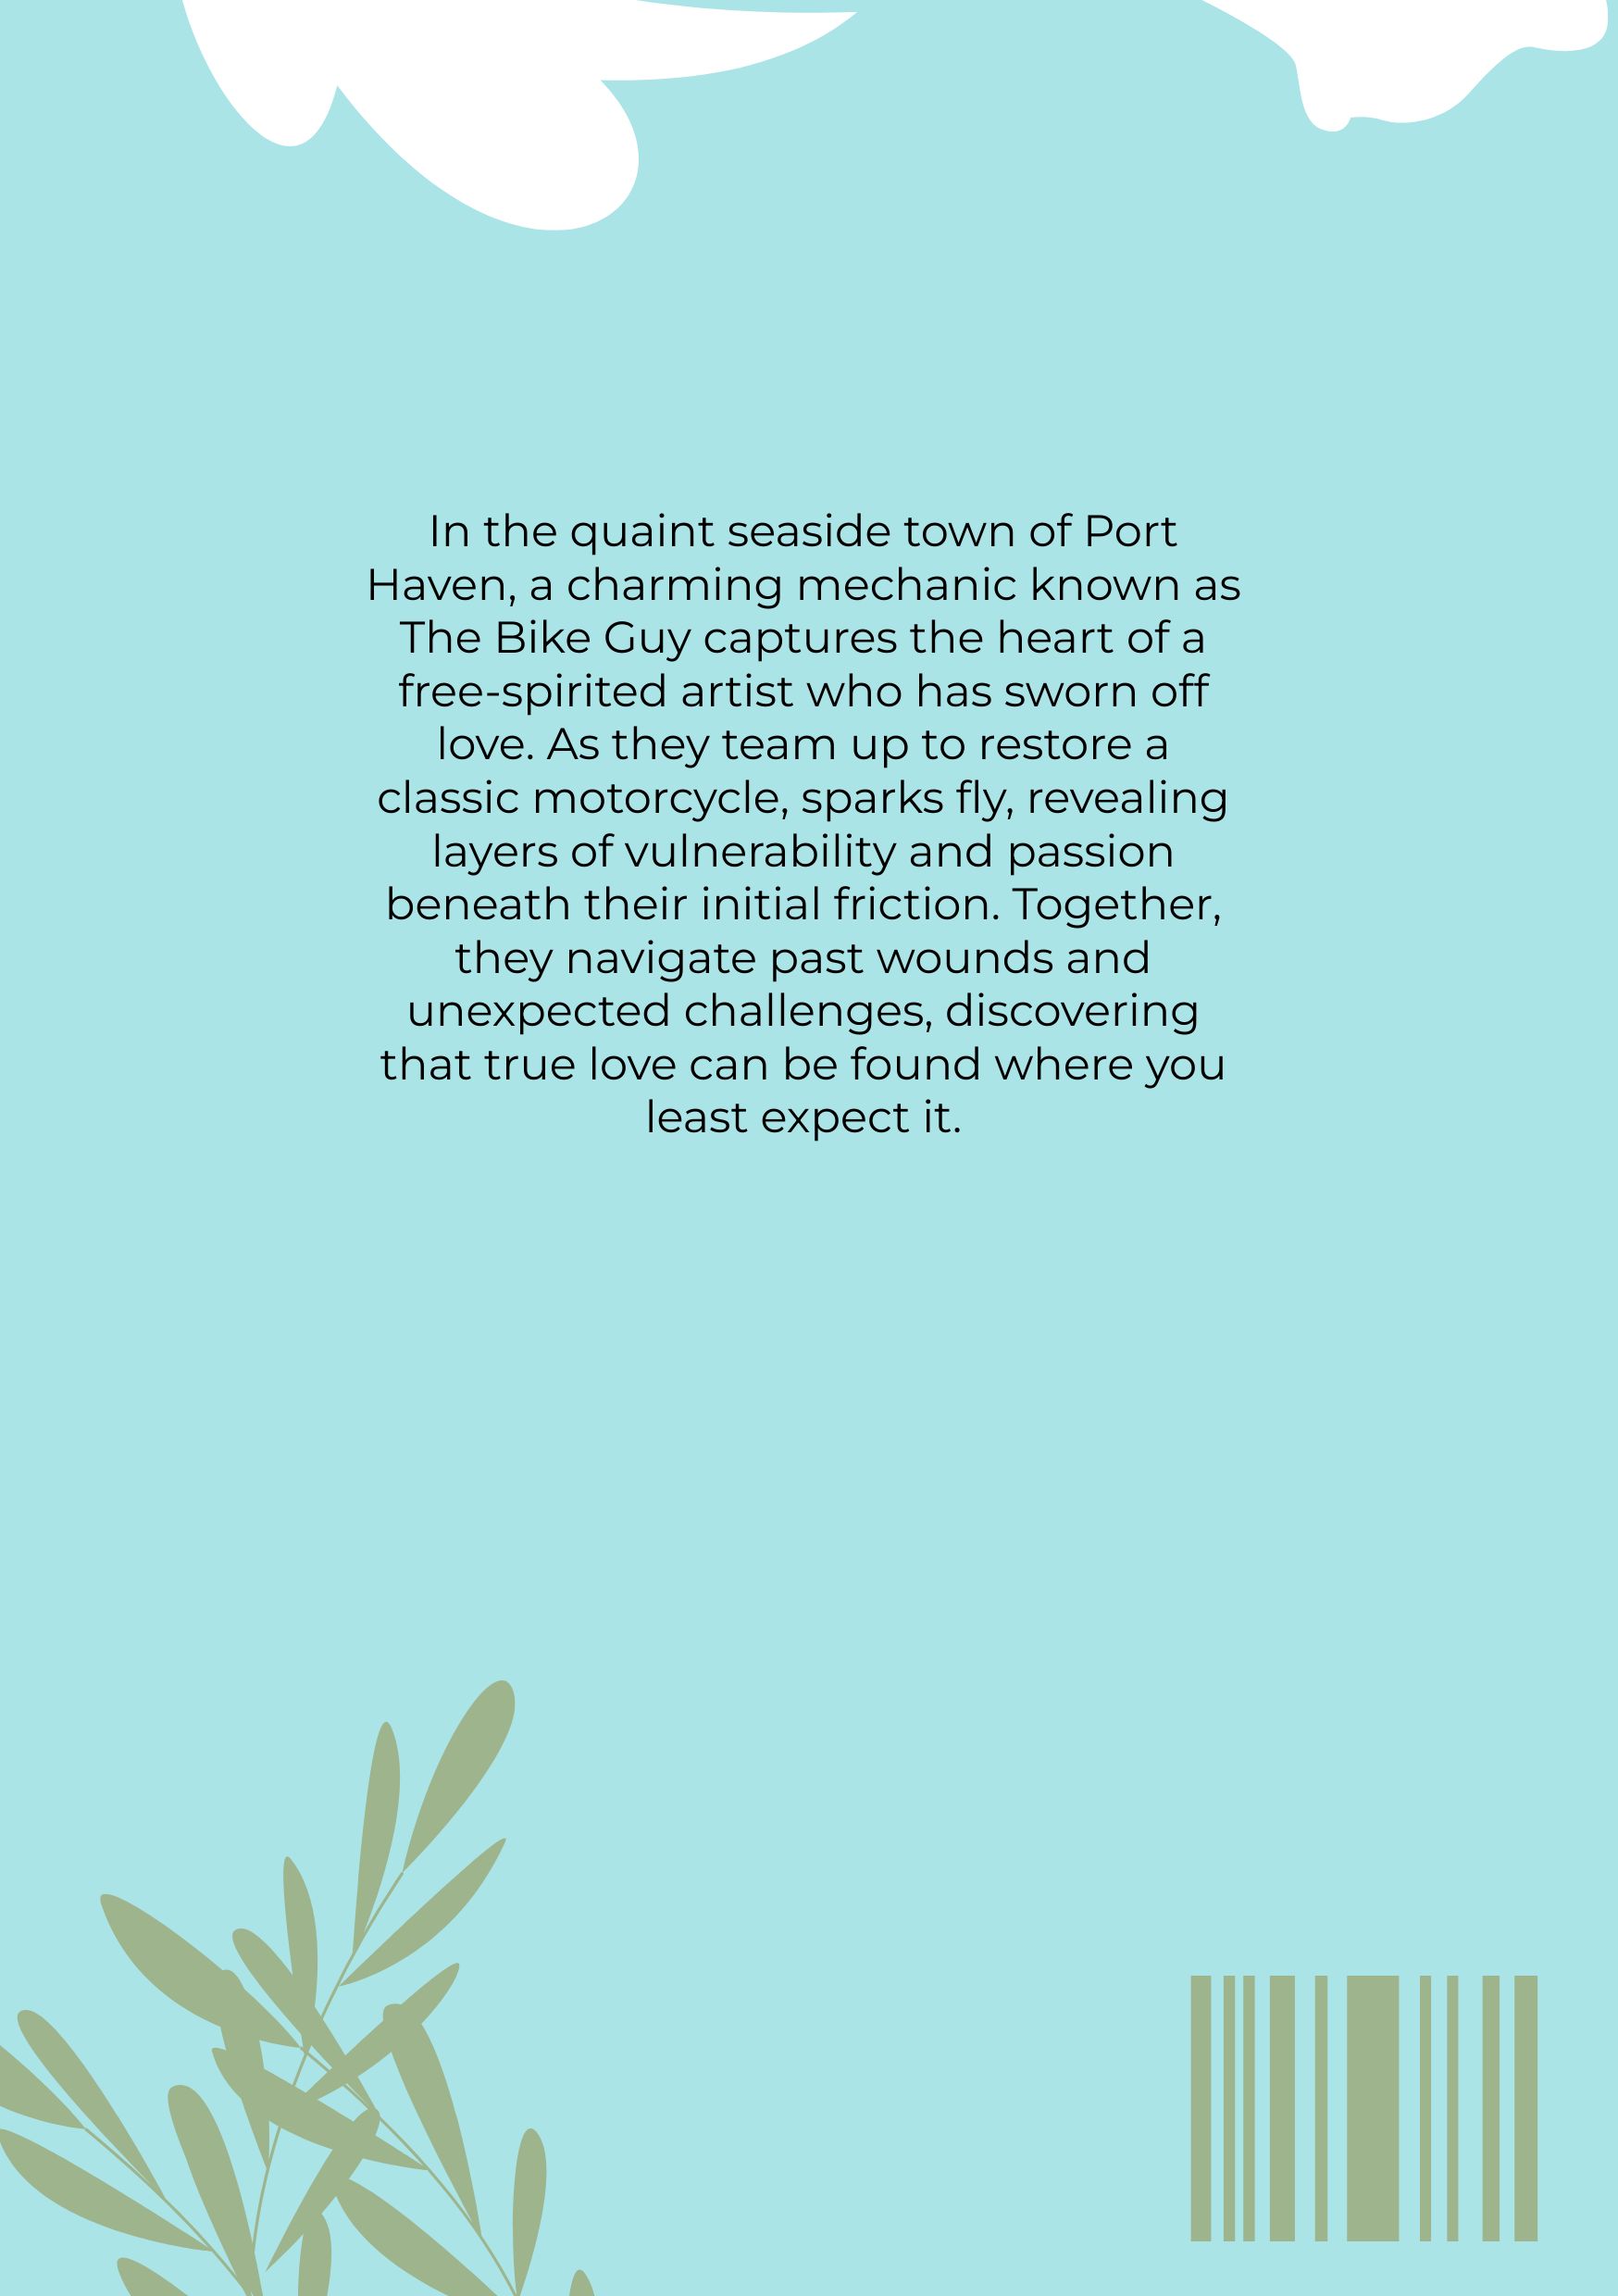 In the quaint seaside town of Port
Haven, a charming mechanic known as
The Bike Guy captures the heart of a
free-spirited artist who has sworn off
love. As they team up to restore a
classic motorcycle, sparks fly, revealing
layers of vulnerability and passion
beneath their initial friction. Together,
they navigate past wounds and
unexpected challenges, discovering
that true love can be found where you
least expect it.